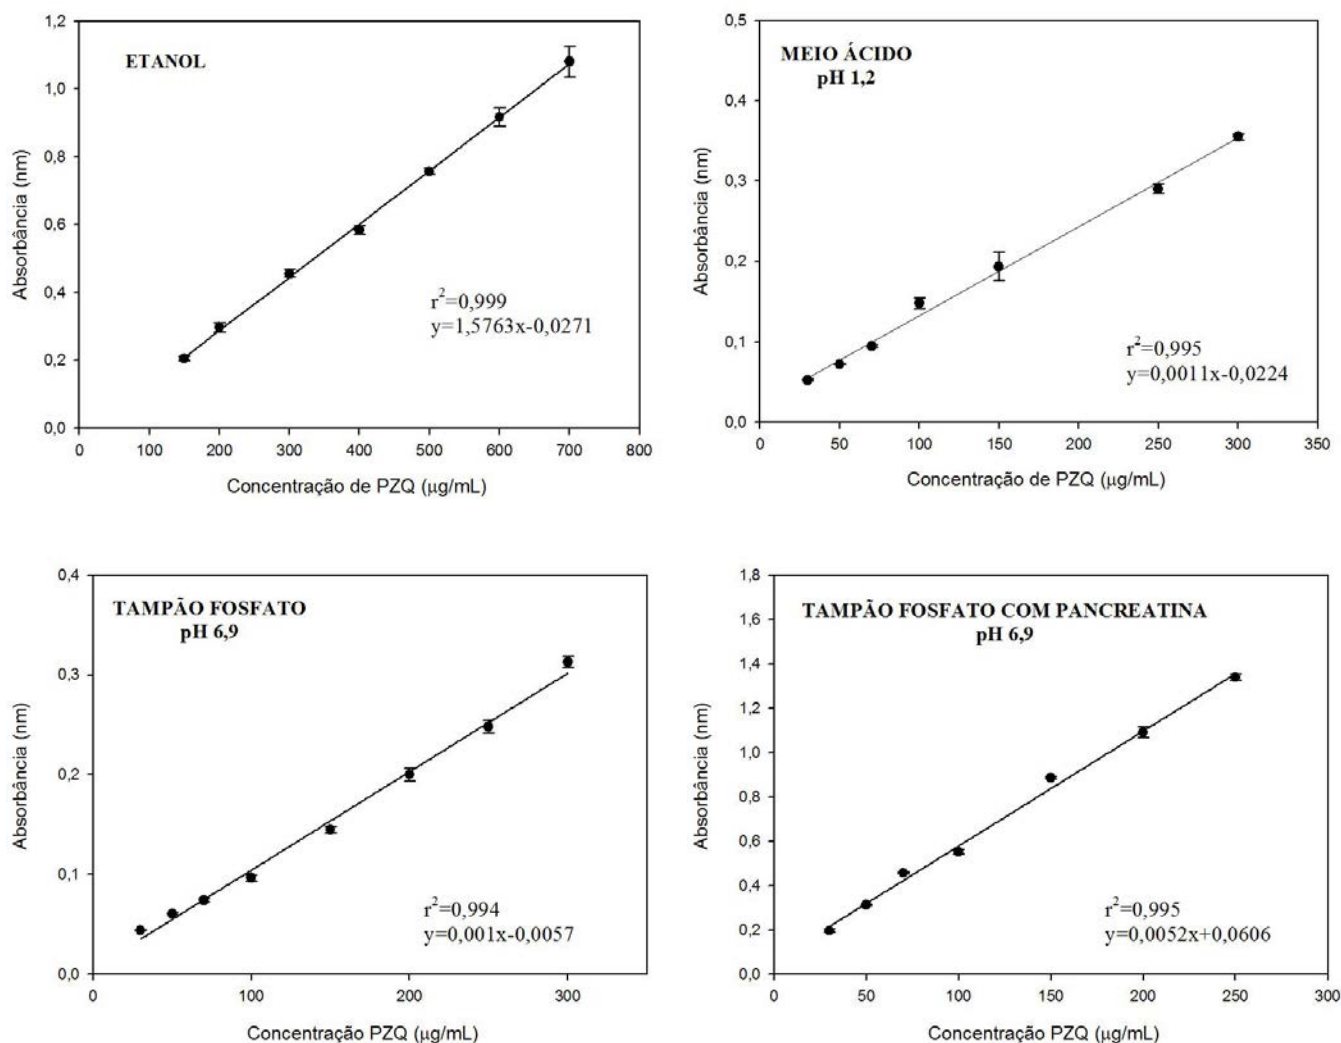 ETANOL
Absorbância (nm)
1,2
1,0
0,8
0,6
0,4
0,2
0,0
r²=0,999
y=1,5763x-0,0271
0 100 200 300 400 500 600 700 800
Concentração de PZQ (μg/mL)
MEIO ÁCIDO
pH 1,2
Absorbância (nm)
0,5
0,4
0,3
0,2
0,1
0,0
r²=0,995
y=0,0011x-0,0224
0 50 100 150 200 250 300 350
Concentração de PZQ (μg/mL)
TAMPÃO FOSFATO
pH 6,9
Absorbância (nm)
0,4
0,3
0,2
0,1
0,0
r²=0,994
y=0,001x-0,0057
0 100 200 300
Concentração PZQ (μg/mL)
TAMPÃO FOSFATO COM PANCREATINA
pH 6,9
Absorbância (nm)
1,8
1,6
1,4
1,2
1,0
0,8
0,6
0,4
0,2
0,0
r²=0,995
y=0,0052x+0,0606
0 50 100 150 200 250 300
Concentração PZQ (μg/mL)